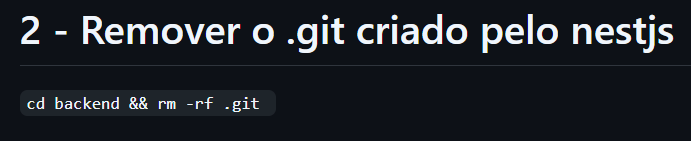 2 - Remover o .git criado pelo nestjs
cd backend && rm -rf .git